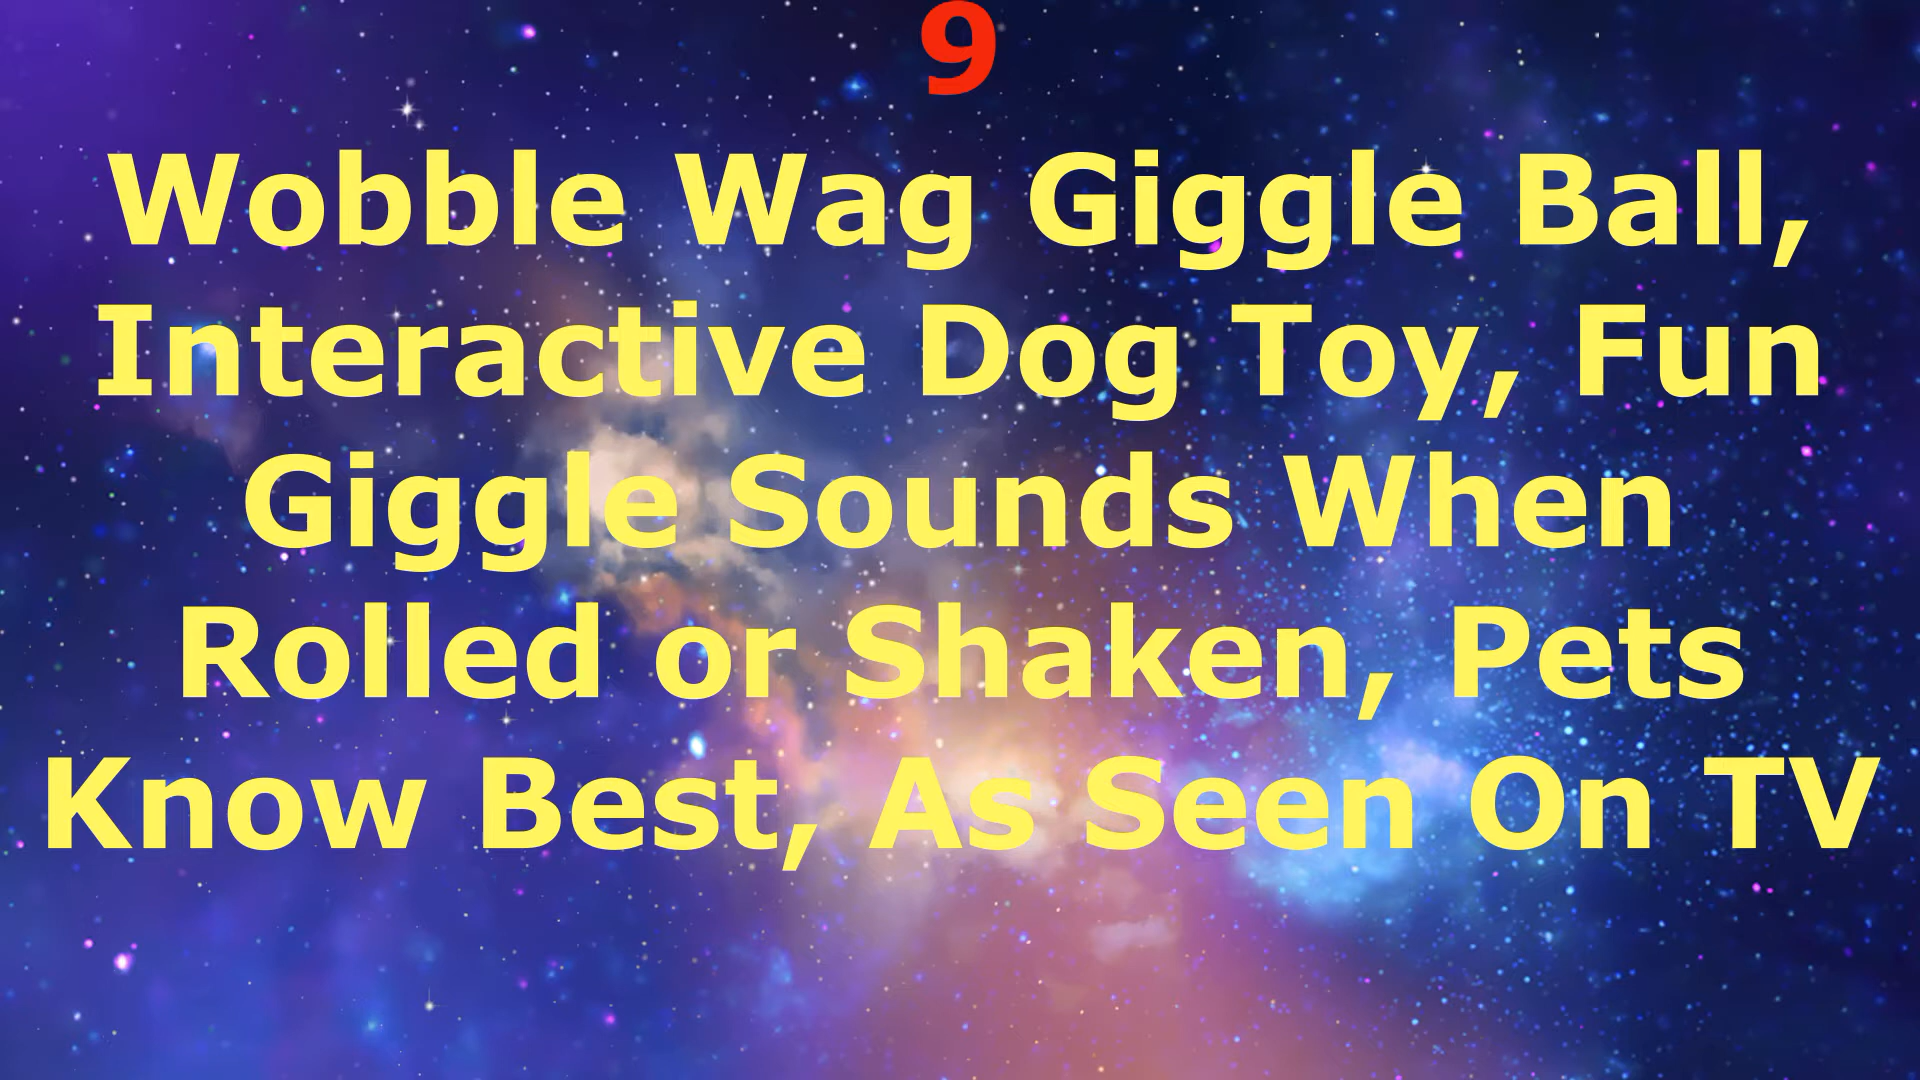 9
Wobble Wag Giggle Ball,
Interactive Dog Toy, Fun
Giggle Sounds When
Rolled or Shaken, Pets
Know Best, As Seen On TV